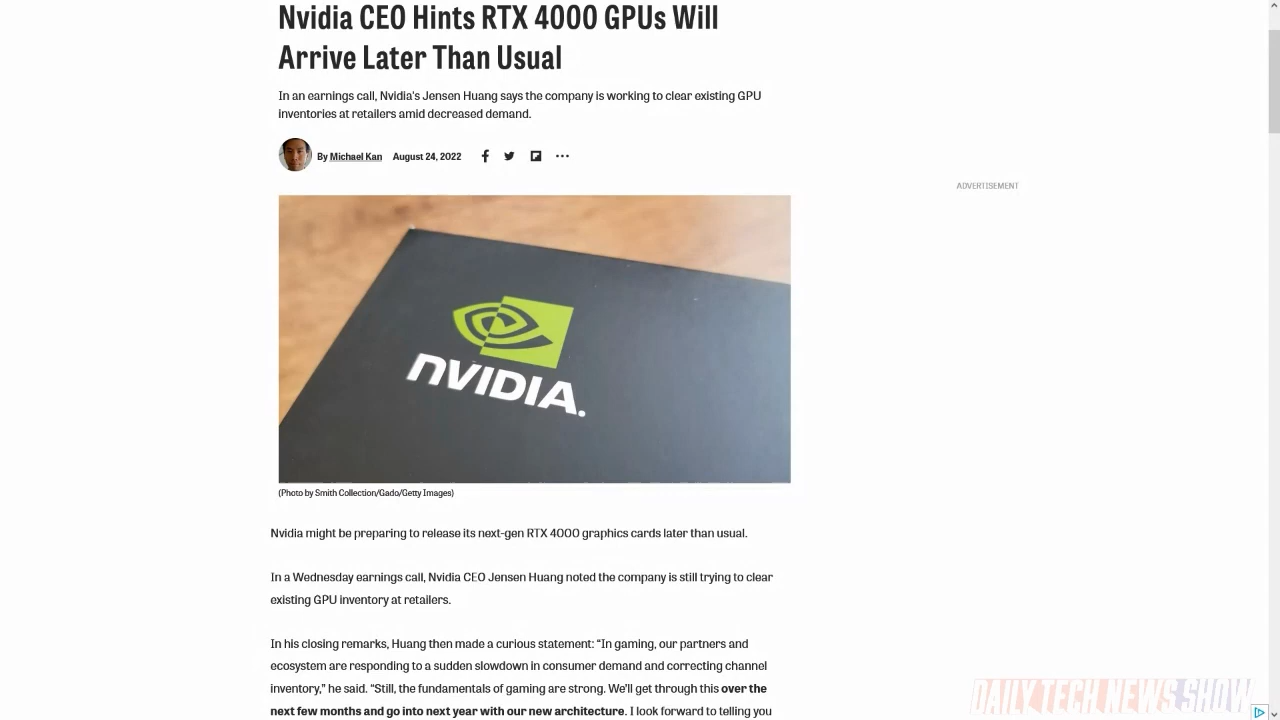 Nvidia CEO Hints RTX 4000 GPUs Will
Arrive Later Than Usual
In an earnings call, Nvidia's Jensen Huang says the company is working to clear existing GPU
inventories at retailers amid decreased demand.
By Michael Kan August 24, 2022
ADVERTISEMENT
nVIDIA.
(Photo by Smith Collection/Gado/Getty Images)
Nvidia might be preparing to release its next-gen RTX 4000 graphics cards later than usual.
In a Wednesday earnings call, Nvidia CEO Jensen Huang noted the company is still trying to clear
existing GPU inventory at retailers.
In his closing remarks, Huang then made a curious statement: “In gaming, our partners and
ecosystem are responding to a sudden slowdown in consumer demand and correcting channel
inventory,” he said. “Still, the fundamentals of gaming are strong. We’ll get through this over the
next few months and go into next year with our new architecture. I look forward to telling you
DAILY TECH NEWS SHOW